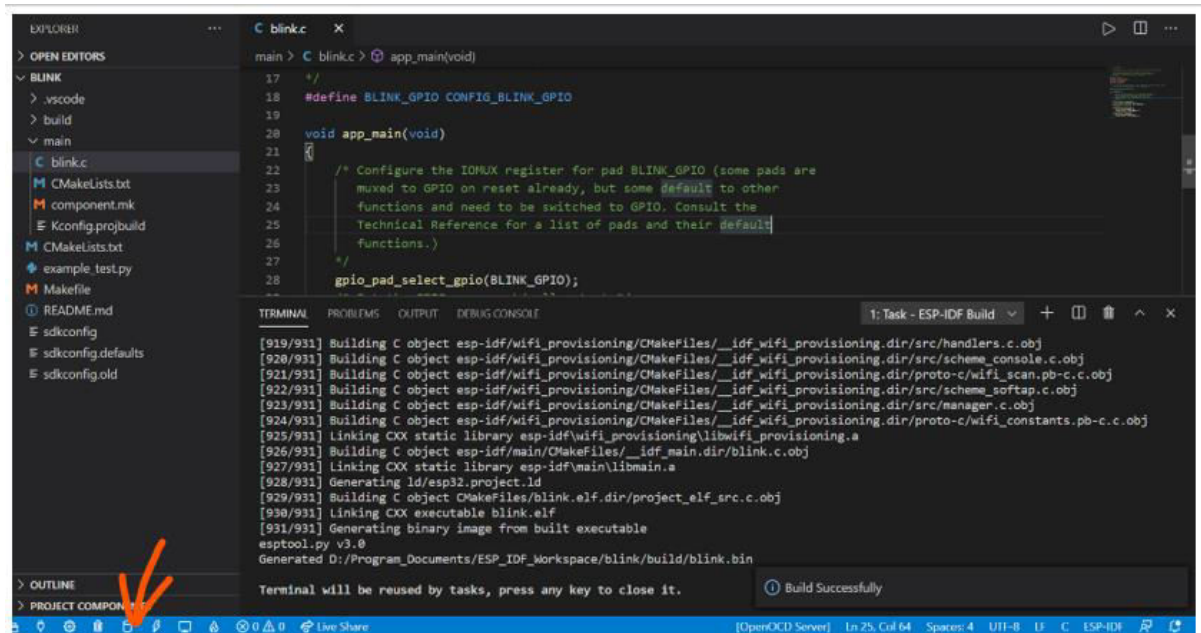 EXPLORER
OPEN EDITORS
BLINK
.vscode
build
main
C blink.c
M CMakeLists.txt
M component.mk
Kconfig.projbuild
M CMakeLists.txt
example_test.py
M Makefile
README.md
sdkconfig
sdkconfig.defaults
sdkconfig.old
OUTLINE
C blink.c
main > C blink.c > app_main(void)
17 */
18 #define BLINK_GPIO CONFIG_BLINK_GPIO
19
20 void app_main(void)
21 {
22 /* Configure the IOMUX register for pad BLINK_GPIO (some pads are
23 muxed to GPIO on reset already, but some default to other
24 functions and need to be switched to GPIO. Consult the
25 Technical Reference for a list of pads and their default
26 functions.)
27 */
28 gpio_pad_select_gpio(BLINK_GPIO);
TERMINAL PROBLEMS OUTPUT DEBUG CONSOLE 1: Task - ESP-IDF Build
[919/931] Building C object esp-idf/wifi_provisioning/CMakeFiles/__idf_wifi_provisioning.dir/src/handlers.c.obj
[920/931] Building C object esp-idf/wifi_provisioning/CMakeFiles/__idf_wifi_provisioning.dir/src/scheme_console.c.obj
[921/931] Building C object esp-idf/wifi_provisioning/CMakeFiles/__idf_wifi_provisioning.dir/proto-c/wifi_scan.pb-c.c.obj
[922/931] Building C object esp-idf/wifi_provisioning/CMakeFiles/__idf_wifi_provisioning.dir/src/scheme_softap.c.obj
[923/931] Building C object esp-idf/wifi_provisioning/CMakeFiles/__idf_wifi_provisioning.dir/src/manager.c.obj
[924/931] Building C object esp-idf/wifi_provisioning/CMakeFiles/__idf_wifi_provisioning.dir/proto-c/wifi_constants.pb-c.c.obj
[925/931] Linking CXX static library esp-idf\wifi_provisioning\libwifi_provisioning.a
[926/931] Building C object esp-idf/main/CMakeFiles/__idf_main.dir/blink.c.obj
[927/931] Linking CXX static library esp-idf\main\libmain.a
[928/931] Generating ld/esp32.project.ld
[929/931] Building C object CMakeFiles/blink.elf.dir/project_elf_src.c.obj
[930/931] Linking CXX executable blink.elf
[931/931] Generating binary image from built executable
esptool.py v3.0
Generated D:/Program_Documents/ESP_IDF_Workspace/blink/build/blink.bin
Terminal will be reused by tasks, press any key to close it.
Build Successfully
PROJECT
0 0 Live Share [OpenOCD Server] Ln 25, Col 64 Spaces: 4 UTF-8 LF C ESP-IDF